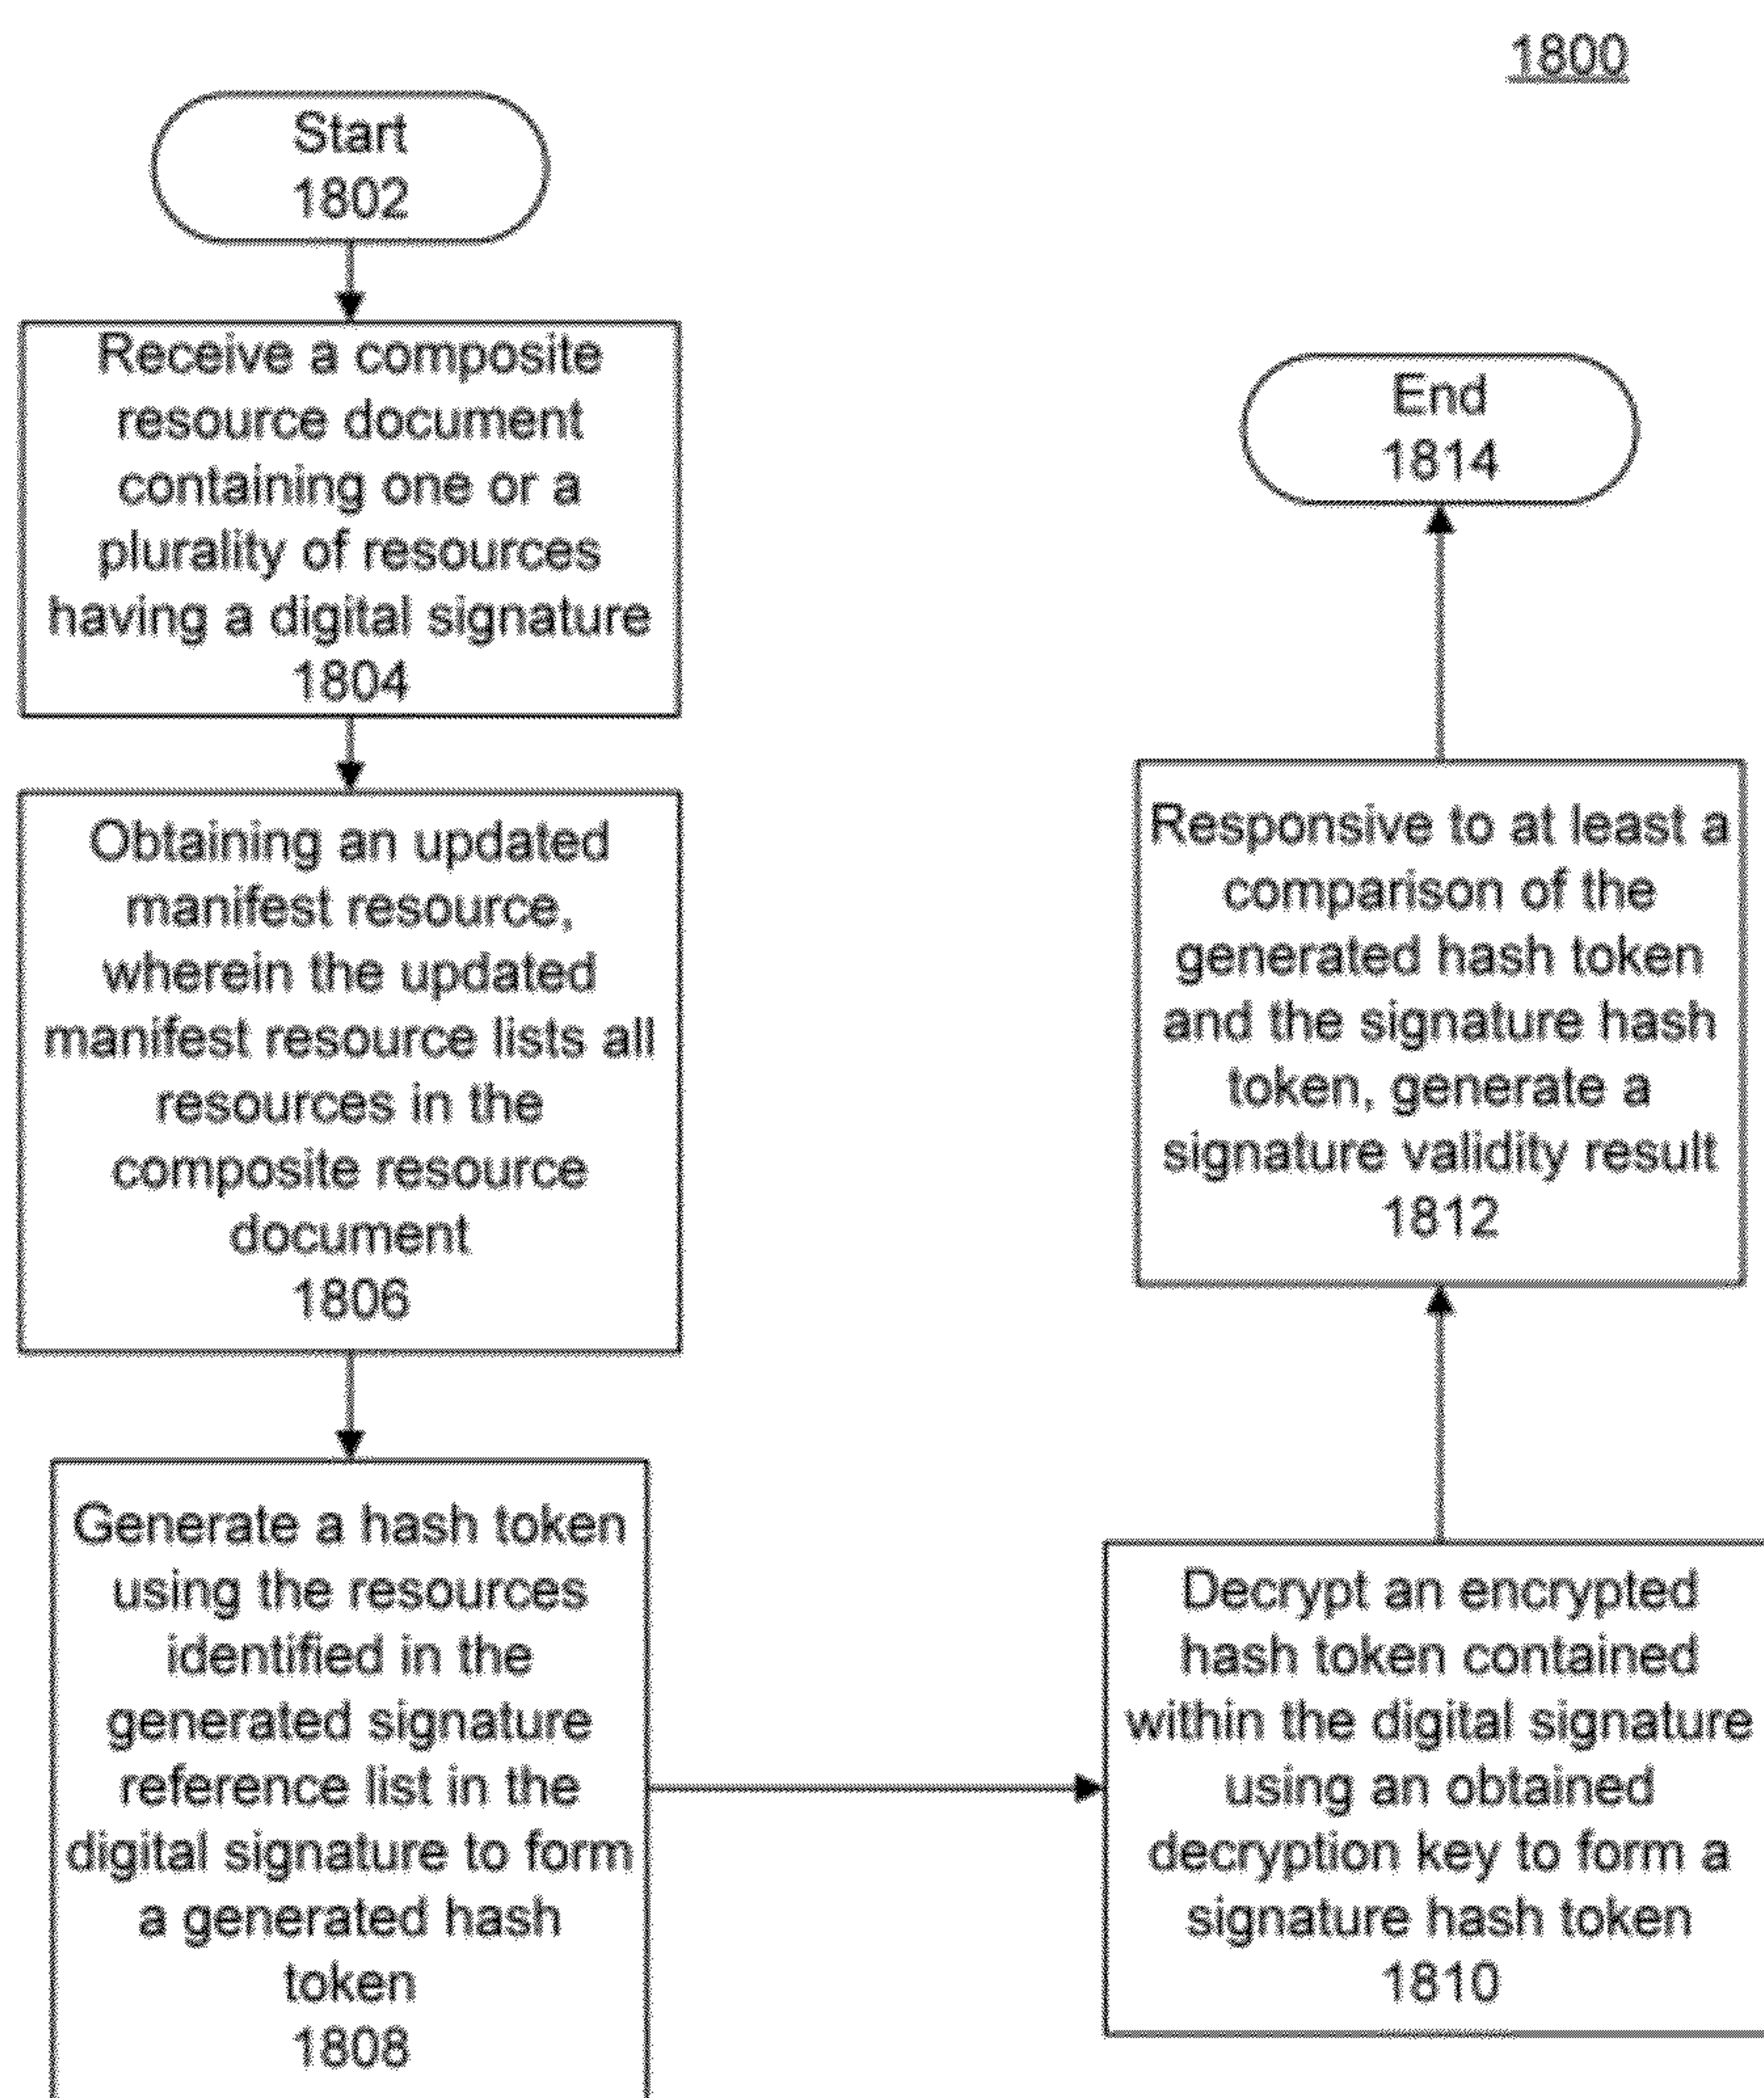 1800
Start
1802
Receive a composite
resource document
containing one or a
plurality of resources
having a digital signature
1804
Obtaining an updated
manifest resource,
wherein the updated
manifest resource lists all
resources in the
composite resource
document
1806
Generate a hash token
using the resources
identified in the
generated signature
reference list in the
digital signature to form
a generated hash
token
1808
Decrypt an encrypted
hash token contained
within the digital signature
using an obtained
decryption key to form a
signature hash token
1810
Responsive to at least a
comparison of the
generated hash token
and the signature hash
token, generate a
signature validity result
1812
End
1814